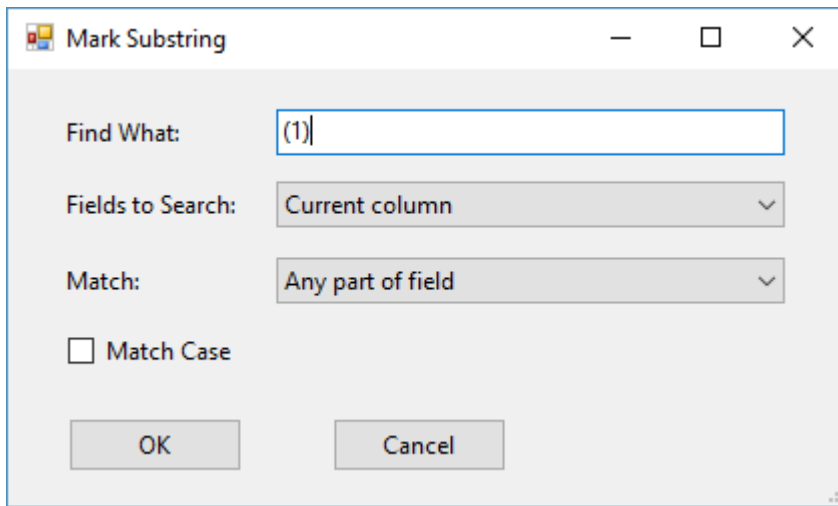 Mark Substring
Find What: (1)
Fields to Search: Current column
Match: Any part of field
Match Case
OK Cancel